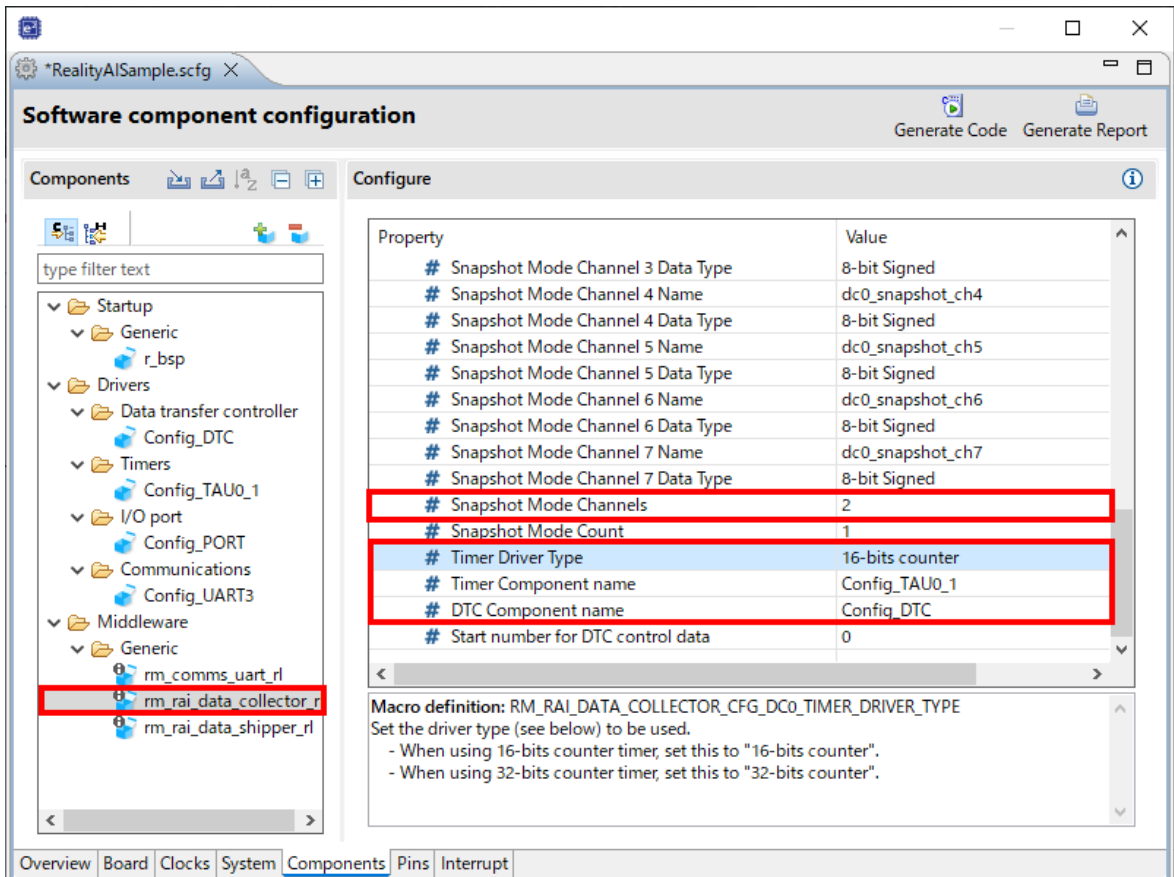 *RealityAISample.scfg
Software component configuration
Generate Code
Generate Report
Components
Configure
type filter text
Startup
Generic
r_bsp
Drivers
Data transfer controller
Config_DTC
Timers
Config_TAU0_1
I/O port
Config_PORT
Communications
Config_UART3
Middleware
Generic
rm_comms_uart_rl
rm_rai_data_collector_r
rm_rai_data_shipper_rl
Property Value
# Snapshot Mode Channel 3 Data Type 8-bit Signed
# Snapshot Mode Channel 4 Name dc0_snapshot_ch4
# Snapshot Mode Channel 4 Data Type 8-bit Signed
# Snapshot Mode Channel 5 Name dc0_snapshot_ch5
# Snapshot Mode Channel 5 Data Type 8-bit Signed
# Snapshot Mode Channel 6 Name dc0_snapshot_ch6
# Snapshot Mode Channel 6 Data Type 8-bit Signed
# Snapshot Mode Channel 7 Name dc0_snapshot_ch7
# Snapshot Mode Channel 7 Data Type 8-bit Signed
# Snapshot Mode Channels 2
# Snapshot Mode Count 1
# Timer Driver Type 16-bits counter
# Timer Component name Config_TAU0_1
# DTC Component name Config_DTC
# Start number for DTC control data 0
Macro definition: RM_RAI_DATA_COLLECTOR_CFG_DC0_TIMER_DRIVER_TYPE
Set the driver type (see below) to be used.
- When using 16-bits counter timer, set this to "16-bits counter".
- When using 32-bits counter timer, set this to "32-bits counter".
Overview Board Clocks System Components Pins Interrupt